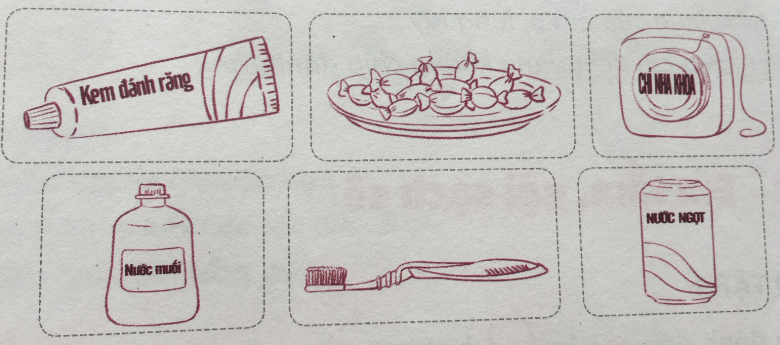 Kem đánh răng
CHỈ NHA KHOA
Nước muối
NƯỚC NGỌT